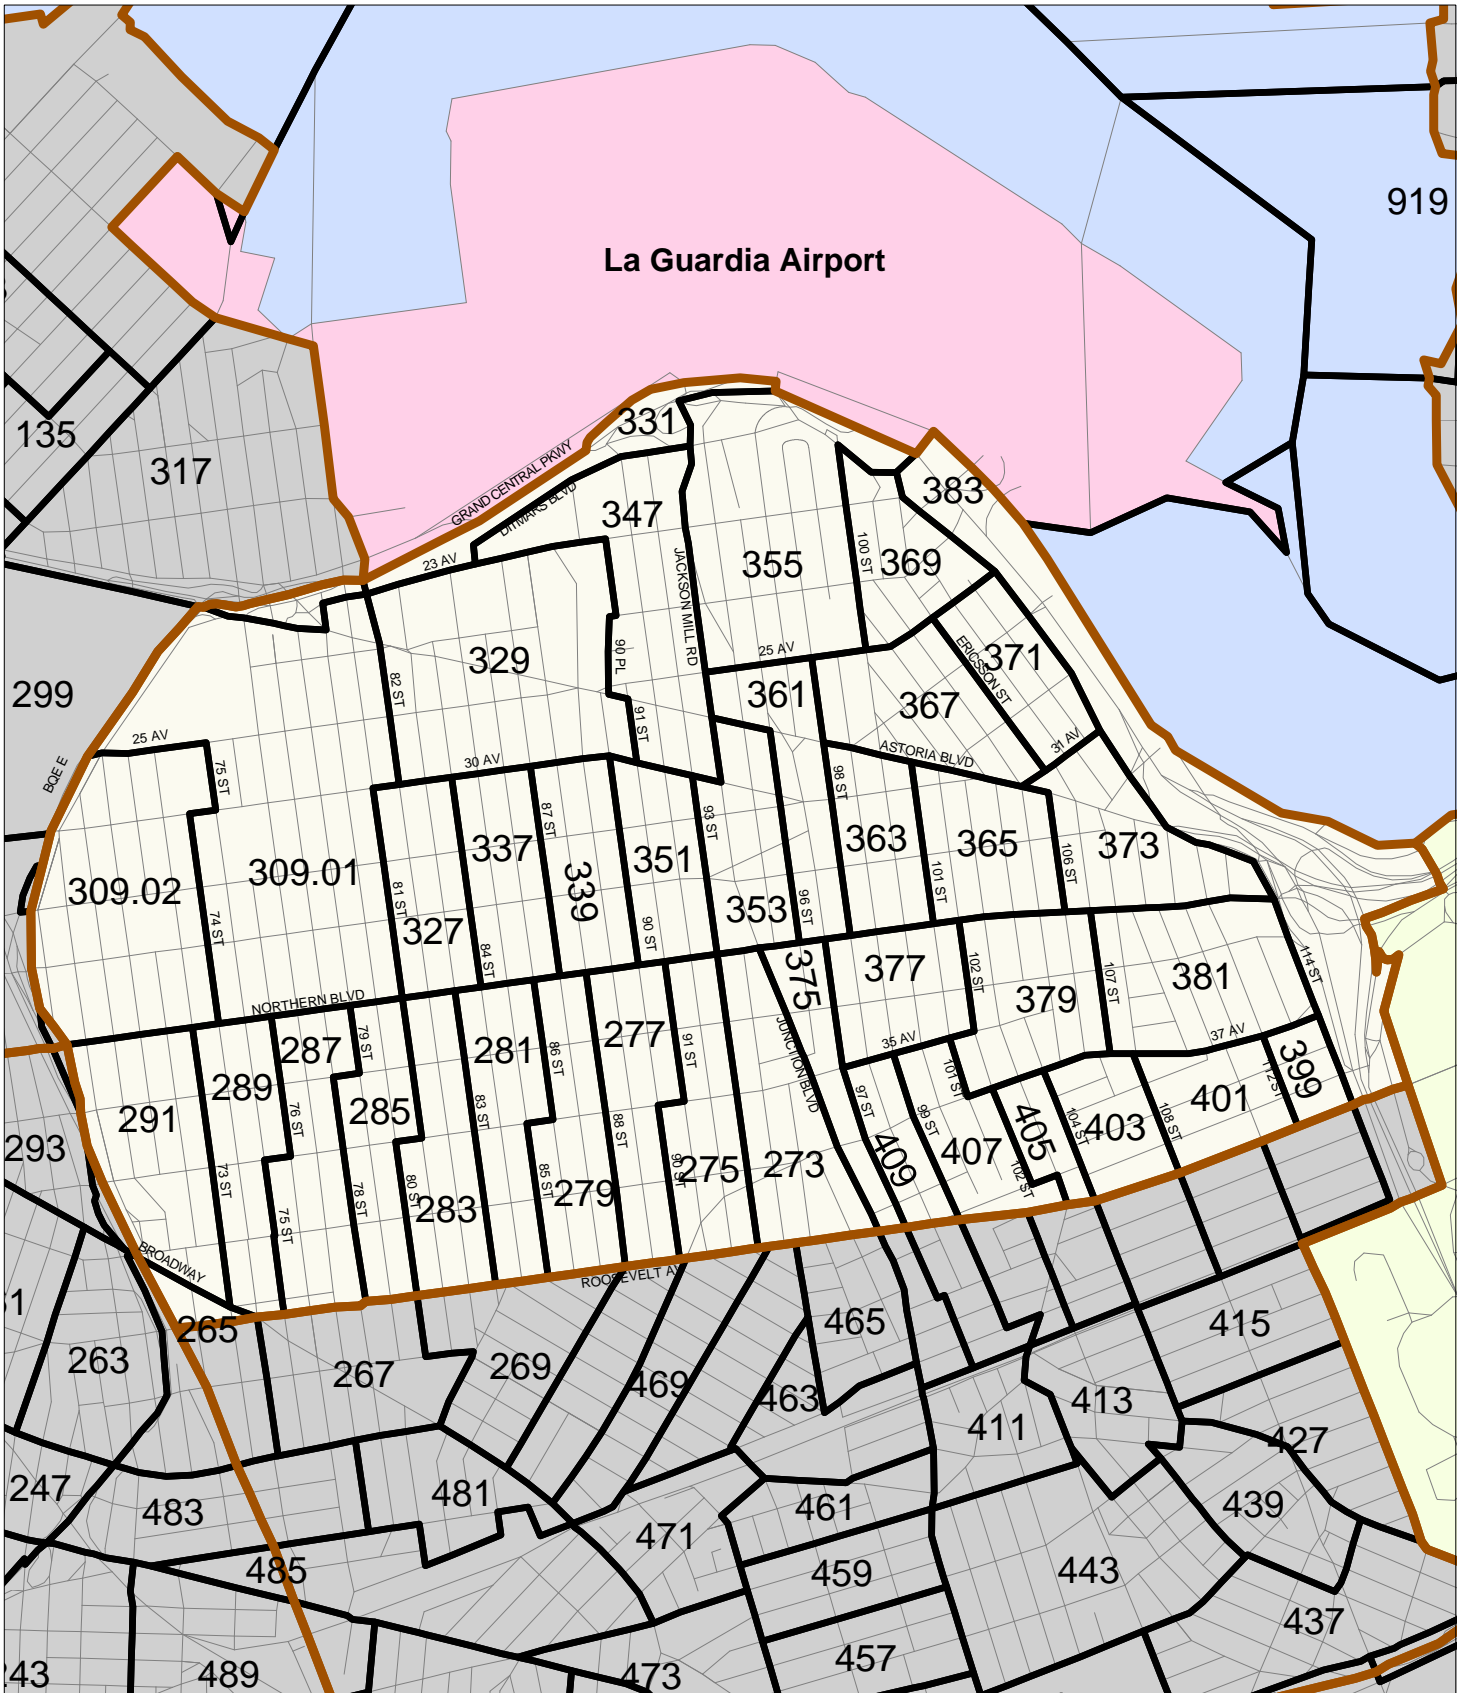 919
La Guardia Airport
331
135
317
GRAND CENTRAL PKWY
383
DITMARS BLVD
347
100 ST
23 AV
355
369
JACKSON MILL RD
25 AV
90 PL
329
371
ERICSSON ST
82 ST
299
361
367
91 ST
25 AV
31 AV
ASTORIA BLVD
30 AV
75 ST
BQE E
98 ST
87 ST
93 ST
337
363
365
373
351
106 ST
309.01
309.02
339
101 ST
81 ST
96 ST
353
327
74 ST
90 ST
84 ST
377
102 ST
114 ST
375
107 ST
381
379
NORTHERN BLVD
277
37 AV
79 ST
287
281
35 AV
91 ST
86 ST
JUNCTION BLVD
399
112 ST
101 ST
289
401
97 ST
285
83 ST
291
76 ST
99 ST
88 ST
405
104 ST
403
108 ST
293
407
409
273
275
90 ST
102 ST
73 ST
85 ST
279
80 ST
78 ST
283
75 ST
BROADWAY
ROOSEVELT AV
265
465
415
263
269
267
469
463
413
411
427
247
481
461
439
483
471
485
459
443
437
457
489
473